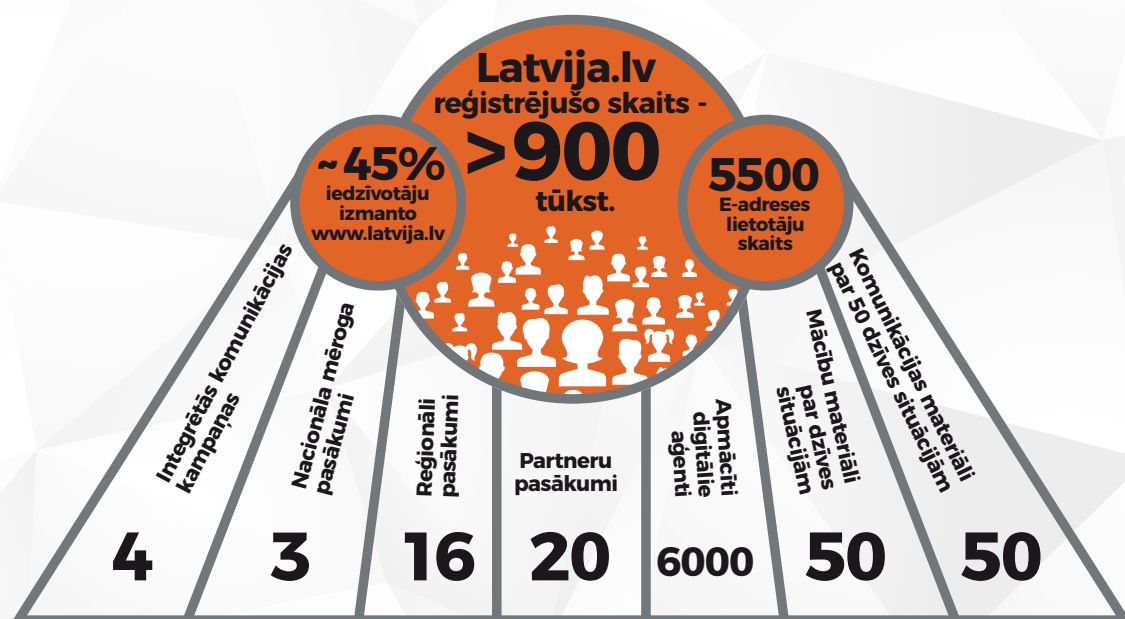 Latvija.lv
reģistrējušo skaits -
>900
tūkst.
~45%
iedzīvotāju
izmanto
www.latvija.lv
5500
E-adreses
lietotāju
skaits
Integrētās komunikācijas
kampaņas
4
Nacionāla mēroga
pasākumi
3
Reģionāli
pasākumi
16
Partneru
pasākumi
20
Apmācīti
digitālie
aģenti
6000
Mācību materiāli
par dzīves
situācijām
50
Komunikācijas materiāli
par 50 dzīves situācijām
50